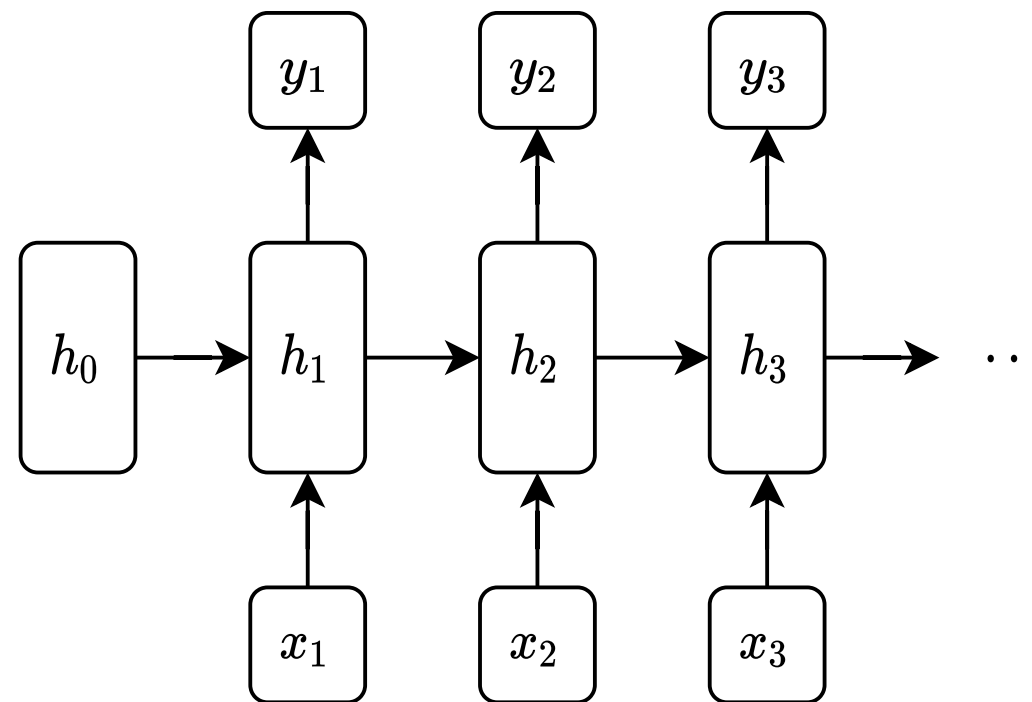 y₁ y₂ y₃
h₀ h₁ h₂ h₃ ··
x₁ x₂ x₃